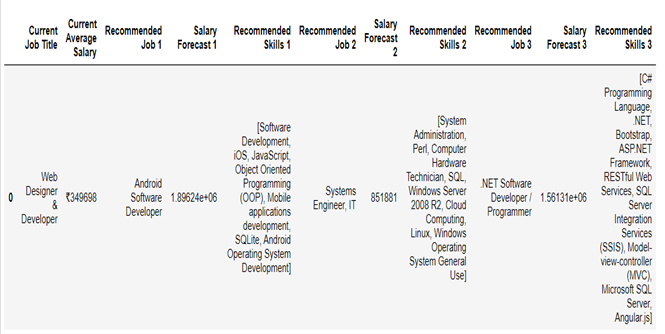 Current Job Title
Current Average Salary
Recommended Job 1
Salary Forecast 1
Recommended Skills 1
Recommended Job 2
Salary Forecast 2
Recommended Skills 2
Recommended Job 3
Salary Forecast 3
Recommended Skills 3
0
Web
Designer
&
Developer
₹349698
Android
Software
Developer
1.89624e+06
[Software
Development,
iOS, JavaScript,
Object Oriented
Programming
(OOP), Mobile
applications
development,
SQLite, Android
Operating System
Development]
Systems
Engineer, IT
851881
[System
Administration,
Perl, Computer
Hardware
Technician, SQL,
Windows Server
2008 R2, Cloud
Computing,
Linux, Windows
Operating
System General
Use]
.NET Software
Developer /
Programmer
1.56131e+06
[C#
Programming
Language,
.NET,
Bootstrap,
ASP.NET
Framework,
RESTful Web
Services, SQL
Server
Integration
Services
(SSIS), Model-
view-controller
(MVC),
Microsoft SQL
Server,
Angular.js]